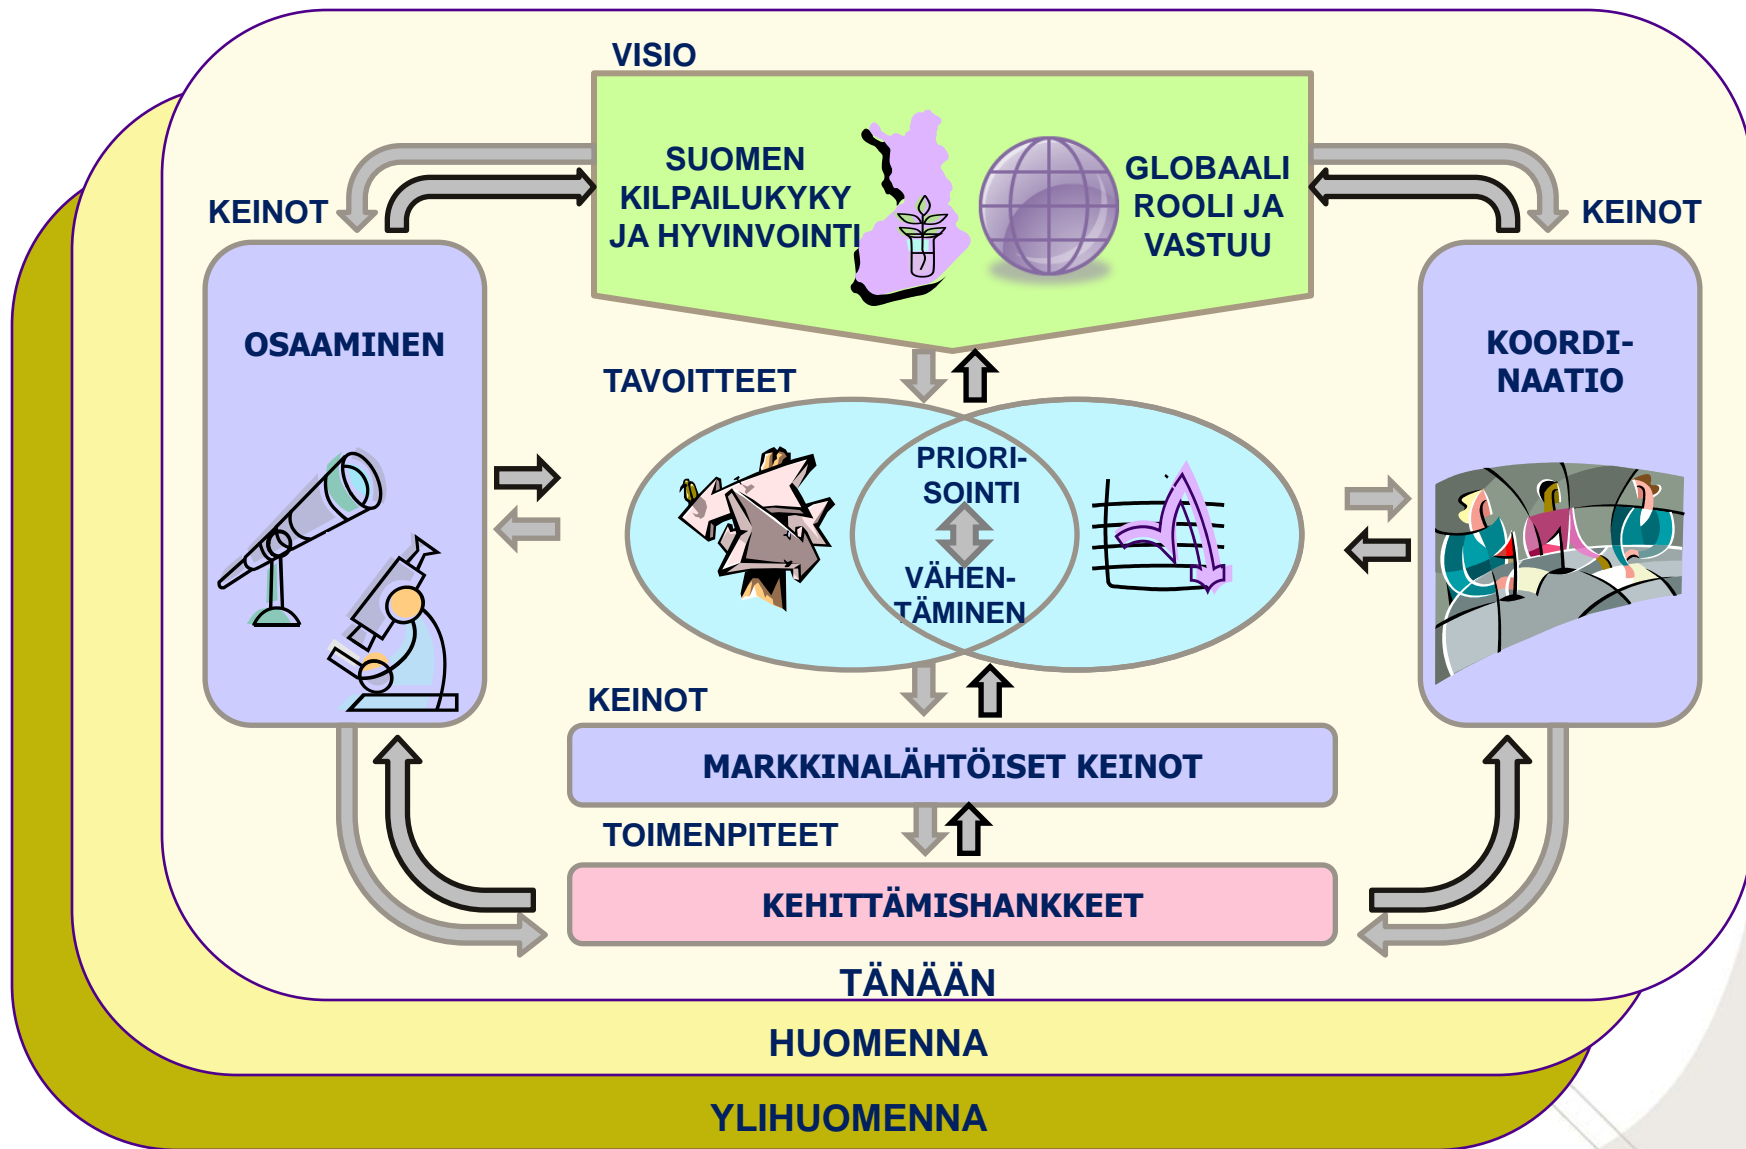 VISIO
SUOMEN
KILPAILUKYKY
JA HYVINVOINTI
GLOBAALI
ROOLI JA
VASTUU
KEINOT
KEINOT
OSAAMINEN
KOORDI-
NAATIO
TAVOITTEET
PRIORI-
SOINTI
VÄHEN-
TÄMINEN
KEINOT
MARKKINALÄHTÖISET KEINOT
TOIMENPITEET
KEHITTÄMISHANKKEET
TÄNÄÄN
HUOMENNA
YLIHUOMENNA